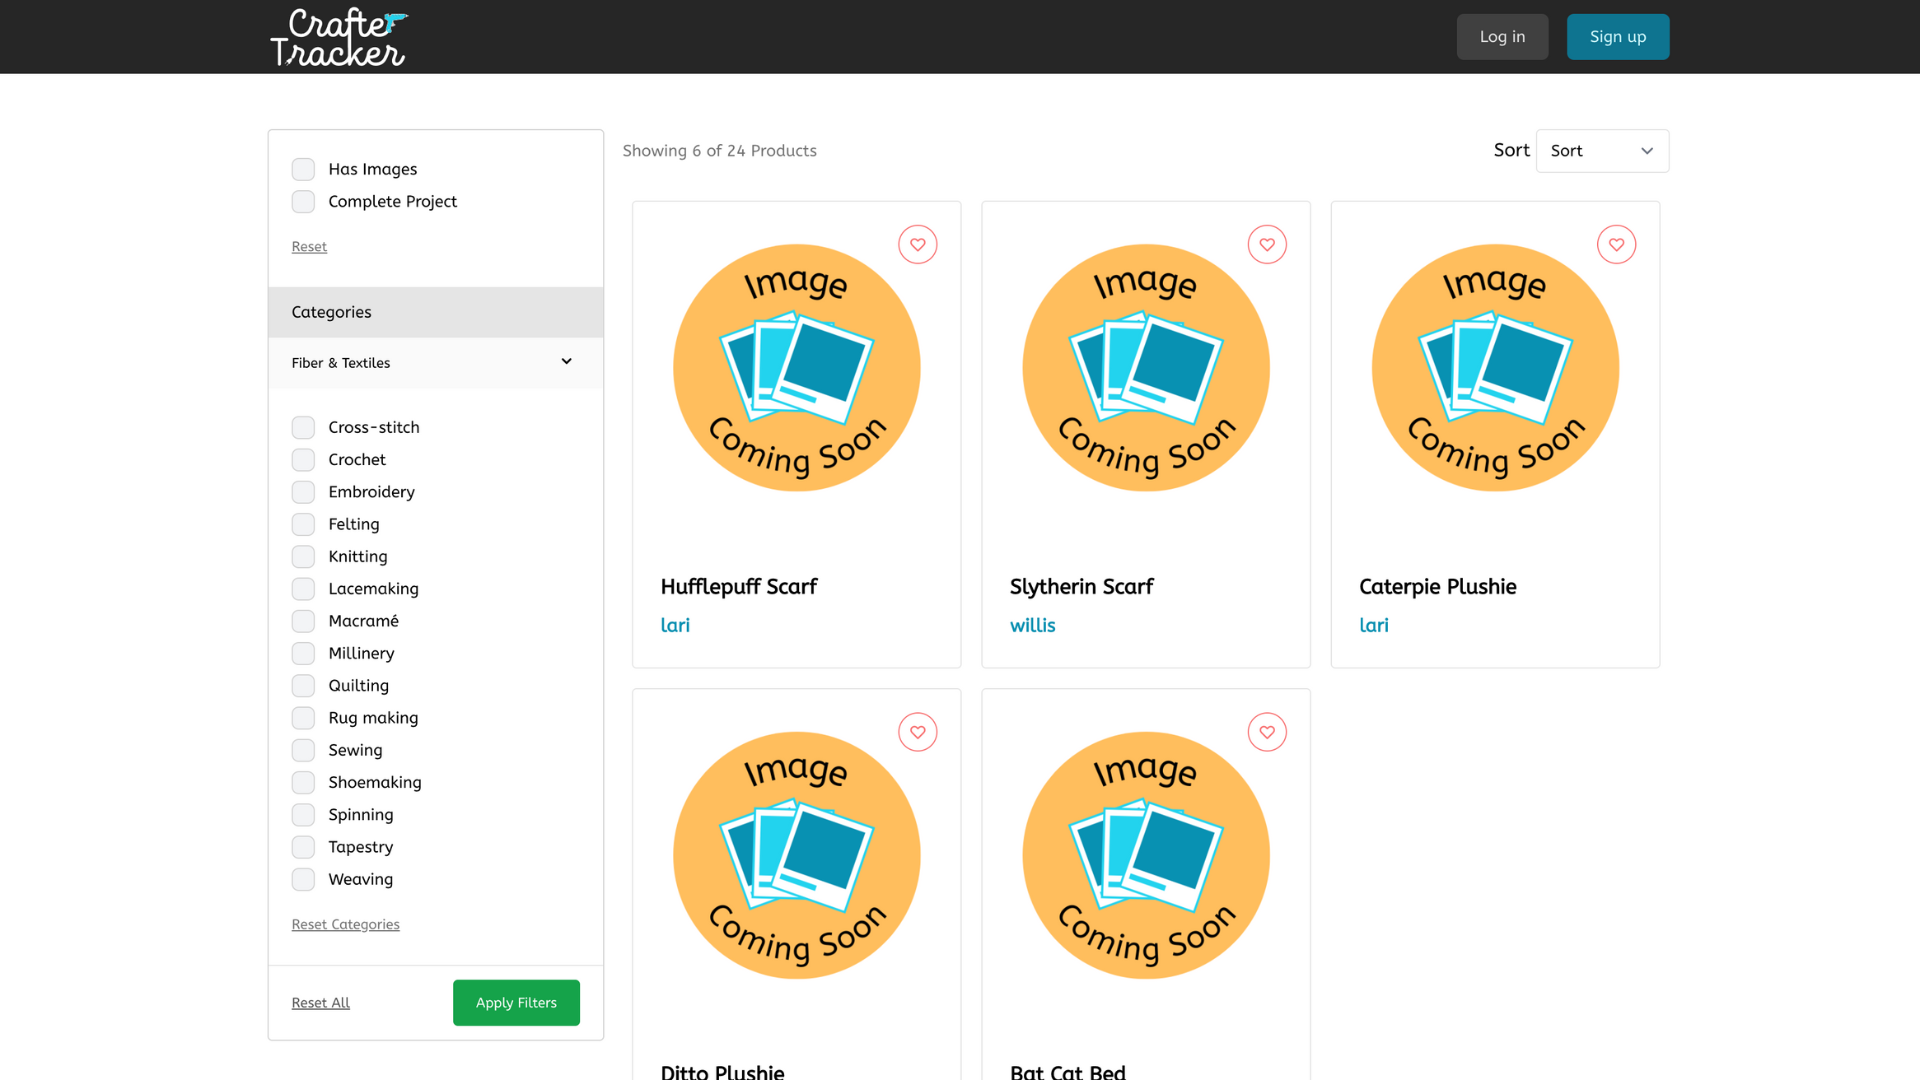 Crafter
Tracker
Log in
Sign up
Has Images
Complete Project
Reset
Categories
Fiber & Textiles
Cross-stitch
Crochet
Embroidery
Felting
Knitting
Lacemaking
Macramé
Millinery
Quilting
Rug making
Sewing
Shoemaking
Spinning
Tapestry
Weaving
Reset Categories
Reset All
Apply Filters
Showing 6 of 24 Products
Sort
Sort
Image
Coming Soon
Hufflepuff Scarf
lari
Image
Coming Soon
Slytherin Scarf
willis
Image
Coming Soon
Caterpie Plushie
lari
Image
Coming Soon
Ditto Plushie
Image
Coming Soon
Bat Cat Bed